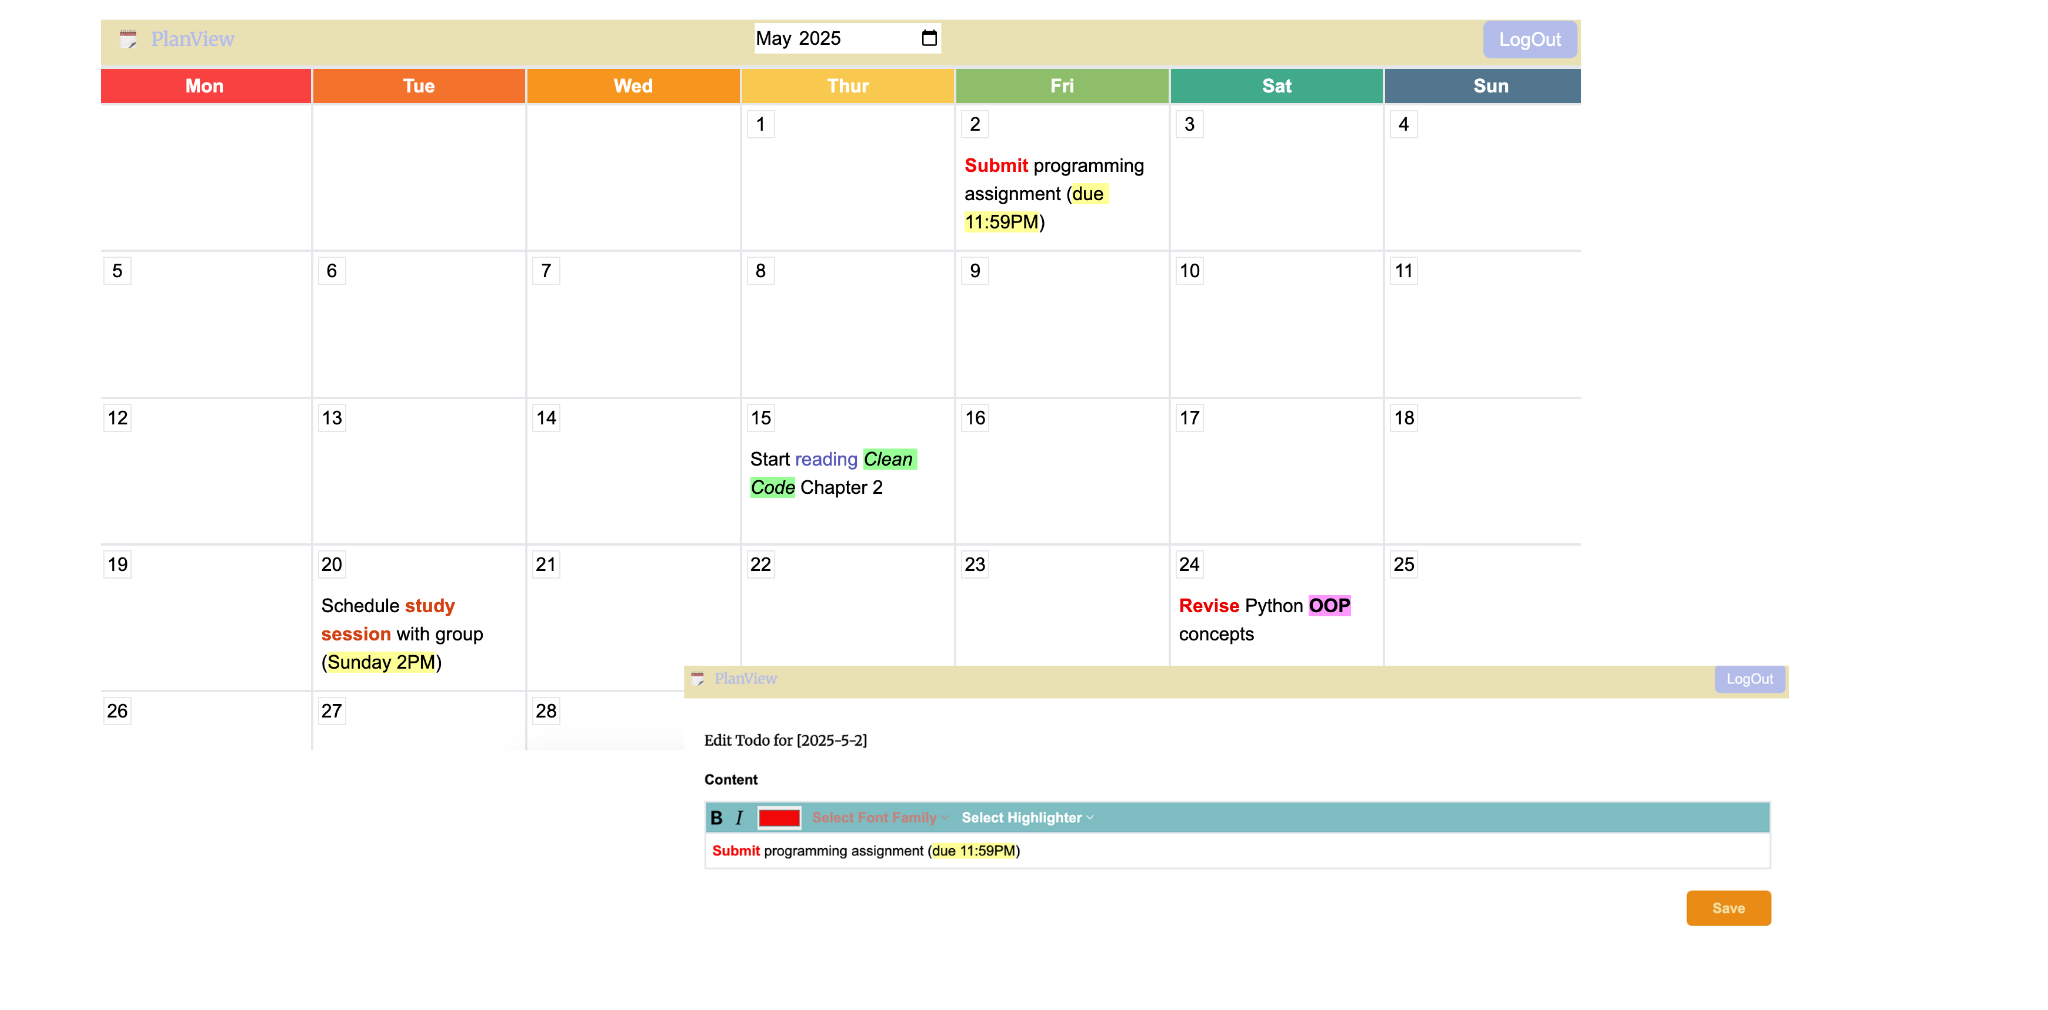 PlanView
May 2025
LogOut
Mon Tue Wed Thur Fri Sat Sun
1 2 3 4
Submit programming
assignment (due
11:59PM)
5 6 7 8 9 10 11
12 13 14 15 16 17 18
Start reading Clean
Code Chapter 2
19 20 21 22 23 24 25
Schedule study
session with group
(Sunday 2PM)
Revise Python OOP
concepts
26 27 28
PlanView
LogOut
Edit Todo for [2025-5-2]
Content
B I Select Font Family Select Highlighter
Submit programming assignment (due 11:59PM)
Save